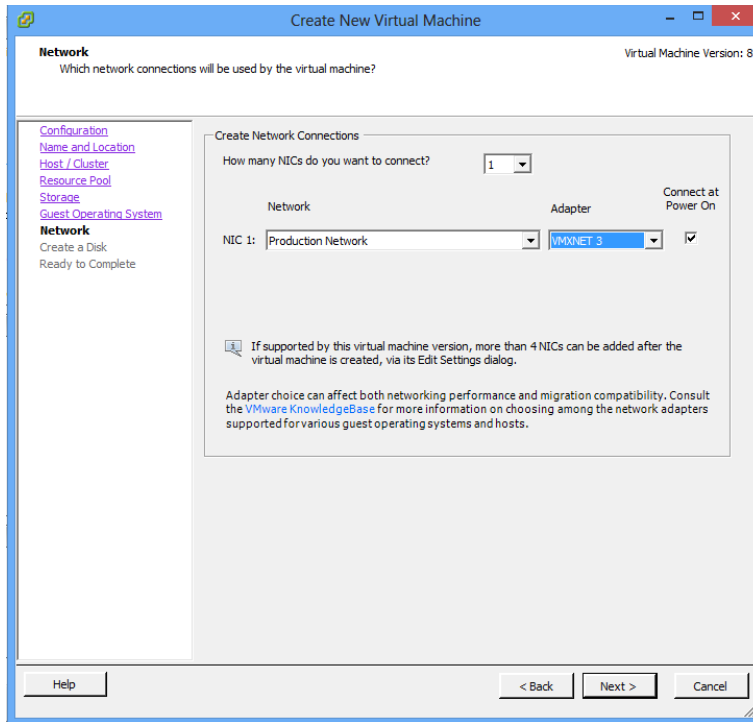 Create New Virtual Machine
Network
Which network connections will be used by the virtual machine?
Virtual Machine Version: 8
Configuration
Name and Location
Host / Cluster
Resource Pool
Storage
Guest Operating System
Network
Create a Disk
Ready to Complete
Create Network Connections
How many NICs do you want to connect?
1
Network
Adapter
Connect at
Power On
NIC 1:
Production Network
VMXNET 3
If supported by this virtual machine version, more than 4 NICs can be added after the
virtual machine is created, via its Edit Settings dialog.
Adapter choice can affect both networking performance and migration compatibility. Consult
the VMware KnowledgeBase for more information on choosing among the network adapters
supported for various guest operating systems and hosts.
Help
< Back
Next >
Cancel